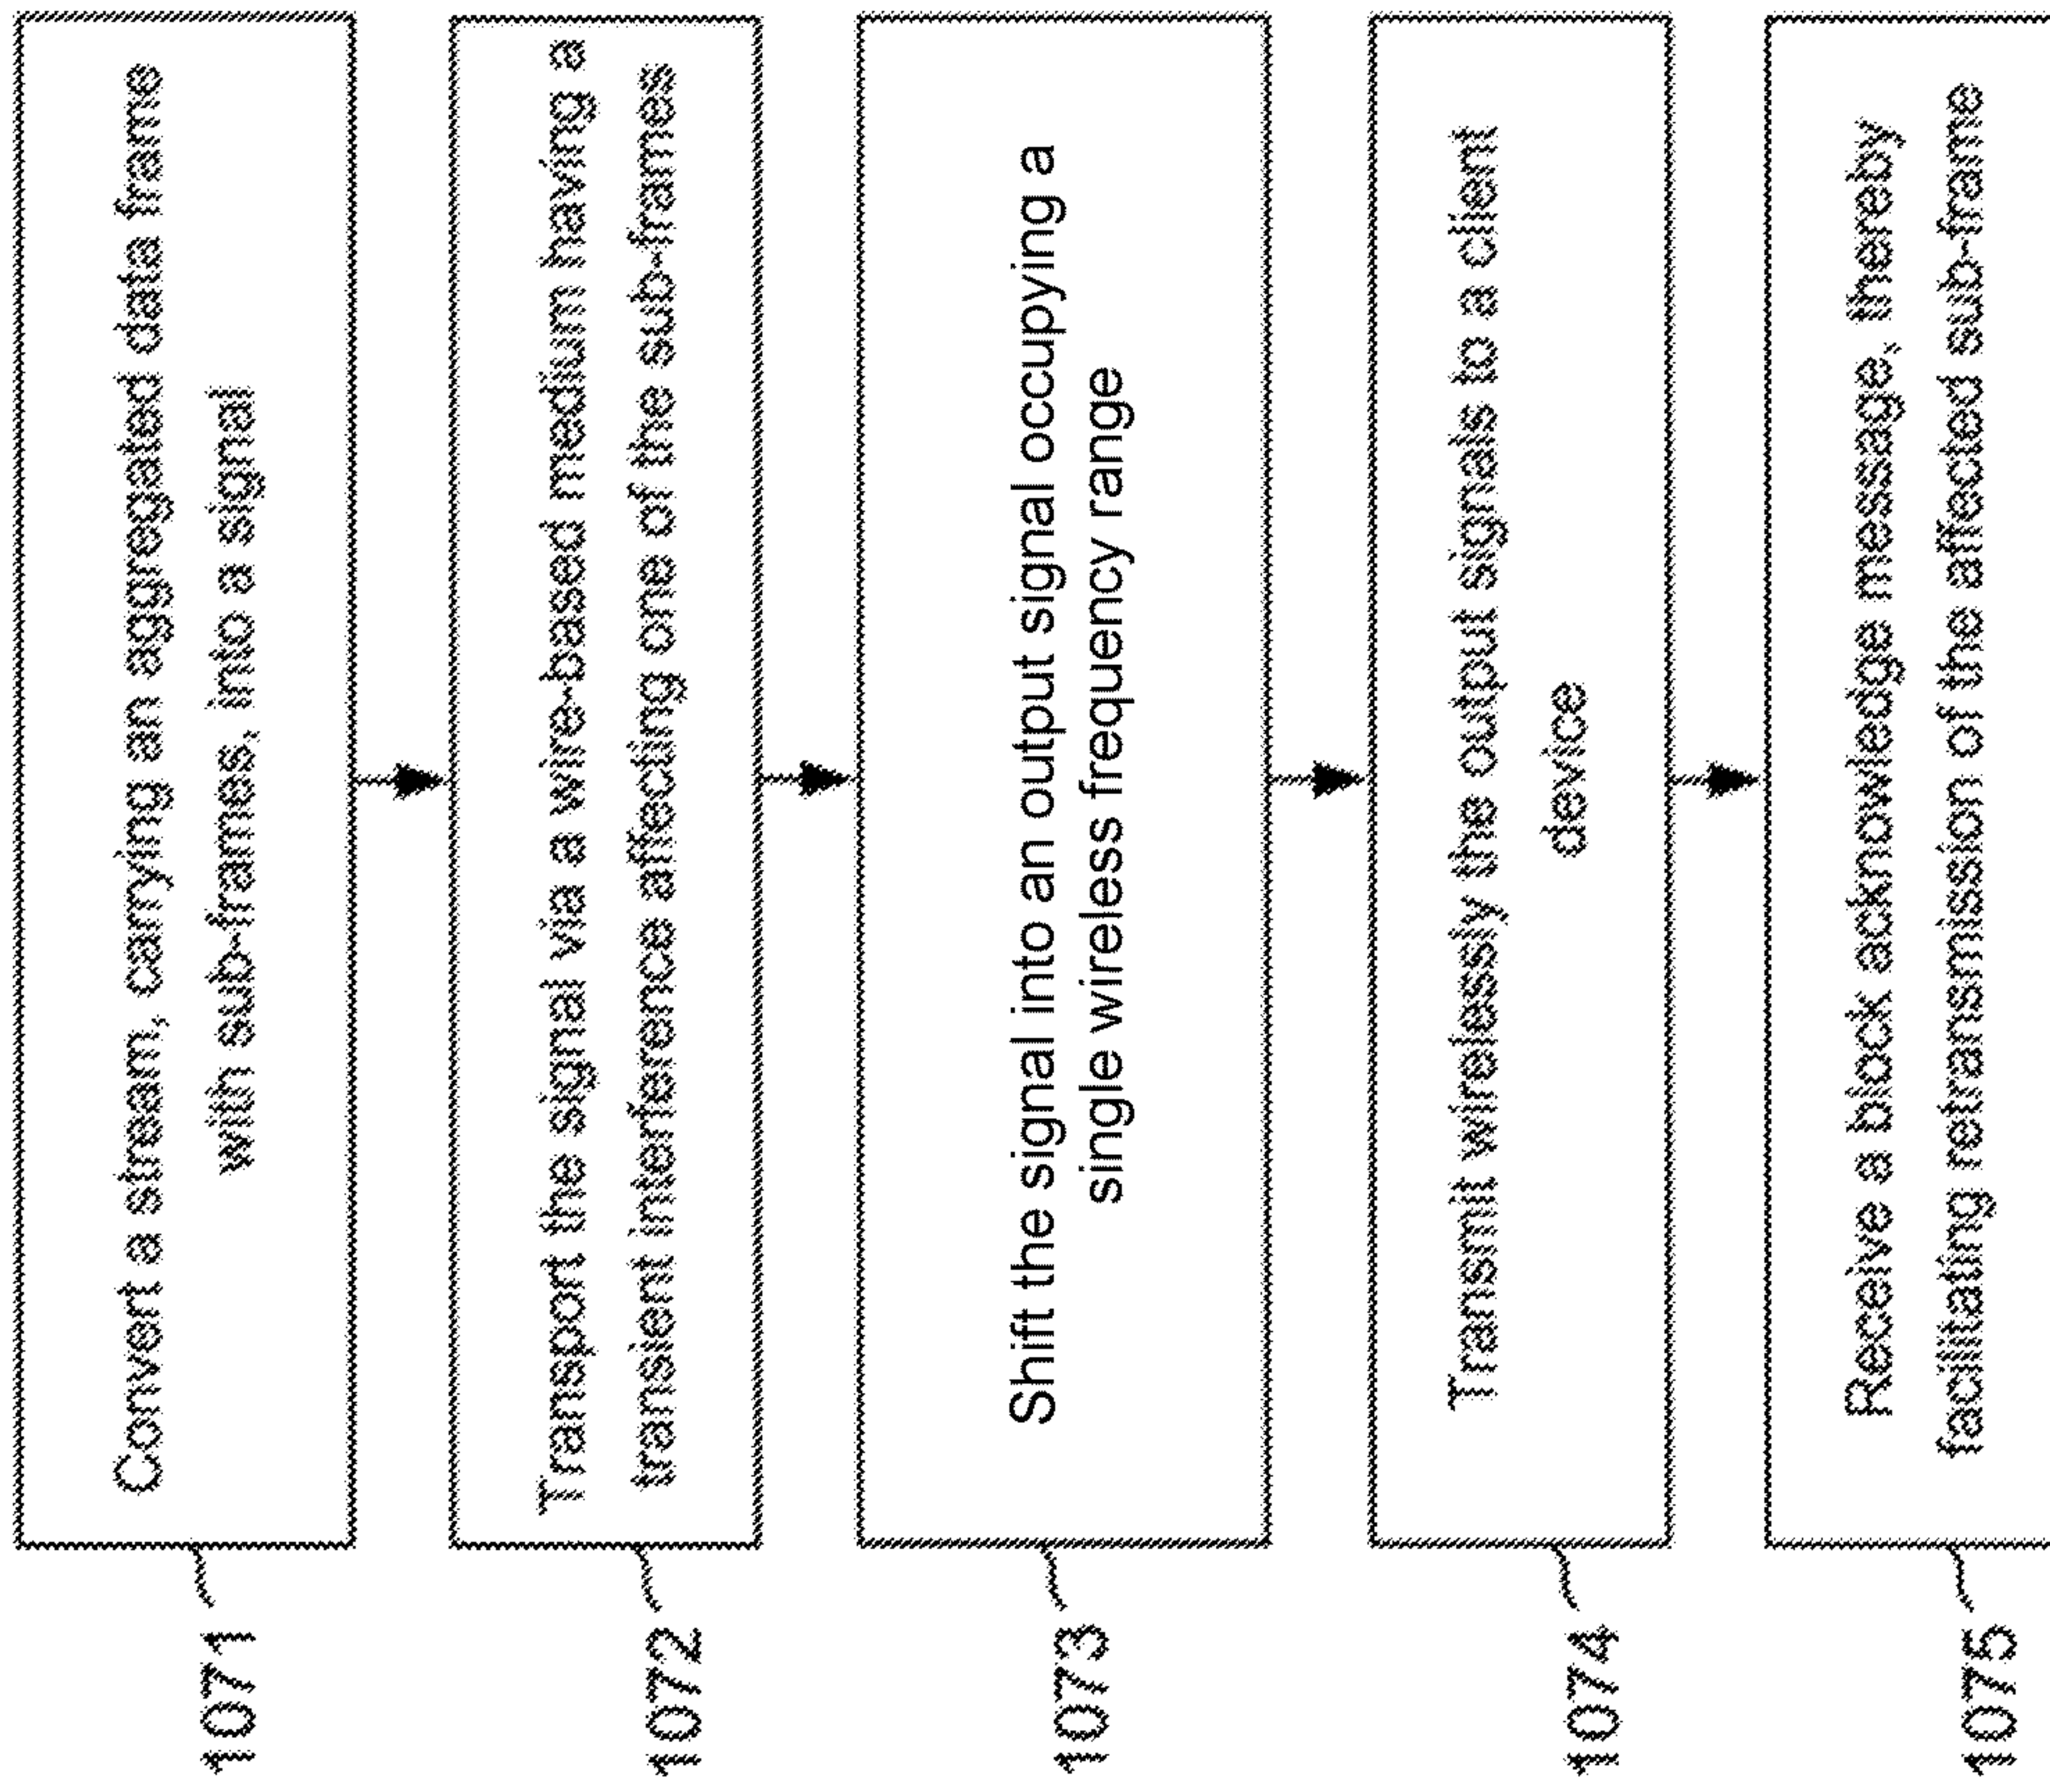 1071
Convert a stream, carrying an aggregated data frame
with sub-frames, into a signal
1072
Transport the signal via a wire-based medium having a
transient interference affecting one of the sub-frames
1073
Shift the signal into an output signal occupying a
single wireless frequency range
1074
Transmit wirelessly the output signals to a client
device
1075
Receive a block acknowledge message, thereby
facilitating retransmission of the affected sub-frame